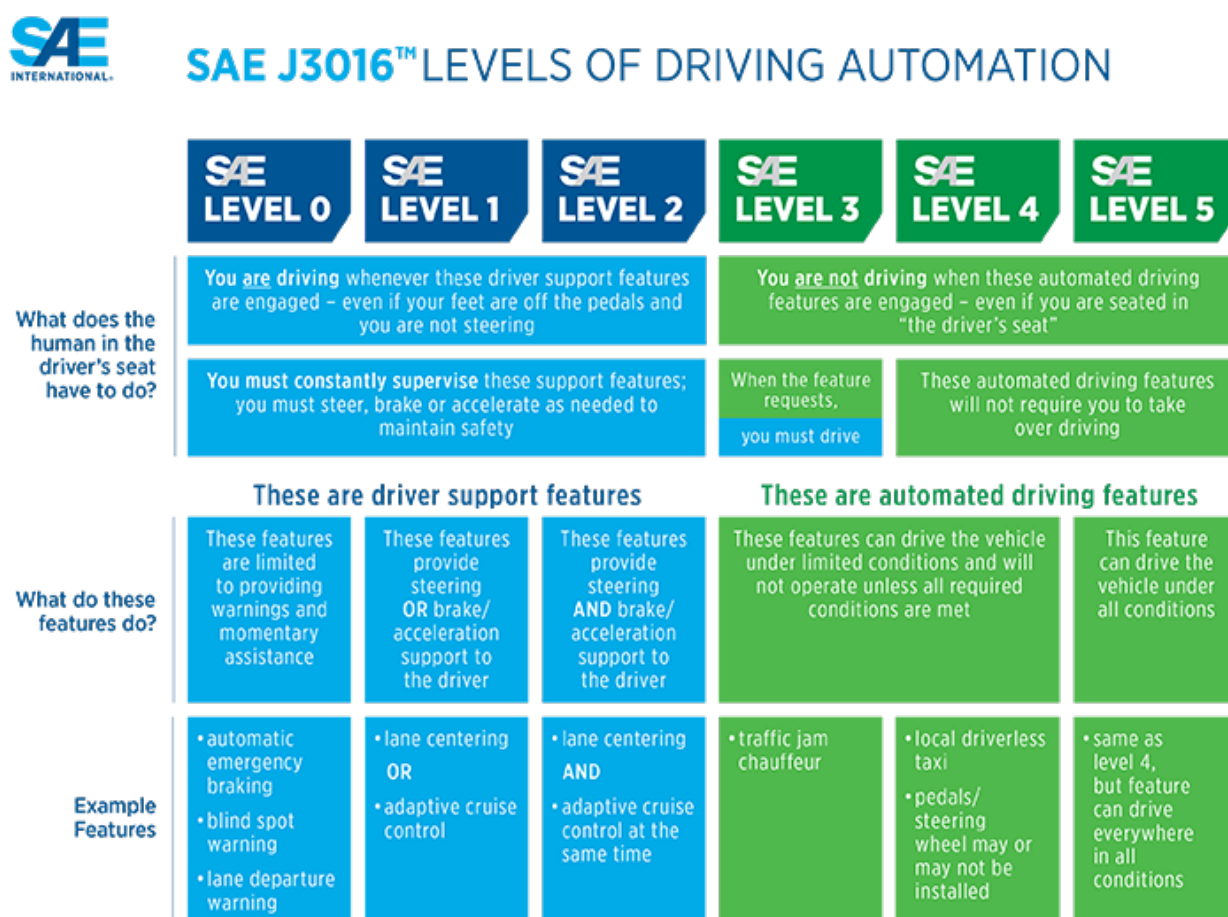 SAE
INTERNATIONAL®
SAE J3016™ LEVELS OF DRIVING AUTOMATION
SAE
LEVEL 0
SAE
LEVEL 1
SAE
LEVEL 2
SAE
LEVEL 3
SAE
LEVEL 4
SAE
LEVEL 5
What does the
human in the
driver's seat
have to do?
You are driving whenever these driver support features
are engaged – even if your feet are off the pedals and
you are not steering
You are not driving when these automated driving
features are engaged – even if you are seated in
"the driver's seat"
You must constantly supervise these support features;
you must steer, brake or accelerate as needed to
maintain safety
When the feature
requests,
you must drive
These automated driving features
will not require you to take
over driving
These are driver support features
These are automated driving features
What do these
features do?
These features
are limited
to providing
warnings and
momentary
assistance
These features
provide
steering
OR brake/
acceleration
support to
the driver
These features
provide
steering
AND brake/
acceleration
support to
the driver
These features can drive the vehicle
under limited conditions and will
not operate unless all required
conditions are met
This feature
can drive the
vehicle under
all conditions
Example
Features
• automatic
emergency
braking
• blind spot
warning
• lane departure
warning
• lane centering
OR
• adaptive cruise
control
• lane centering
AND
• adaptive cruise
control at the
same time
• traffic jam
chauffeur
• local driverless
taxi
• pedals/
steering
wheel may or
may not be
installed
• same as
level 4,
but feature
can drive
everywhere
in all
conditions